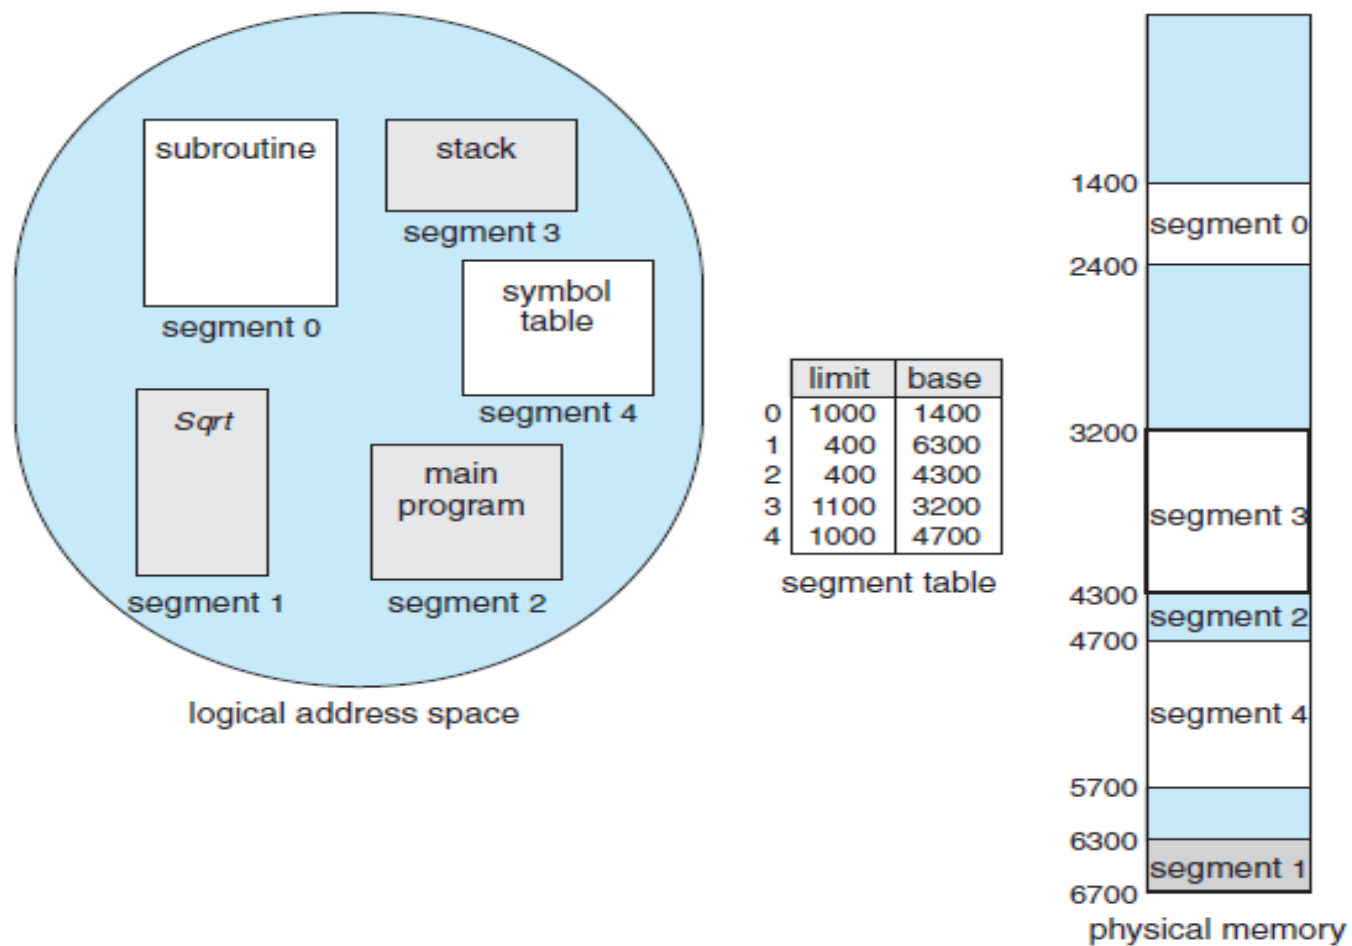 subroutine
segment 0
stack
segment 3
symbol
table
segment 4
Sqrt
segment 1
main
program
segment 2
logical address space
limit base
0 1000 1400
1 400 6300
2 400 4300
3 1100 3200
4 1000 4700
segment table
1400
segment 0
2400
3200
segment 3
4300
segment 2
4700
segment 4
5700
6300
segment 1
6700
physical memory